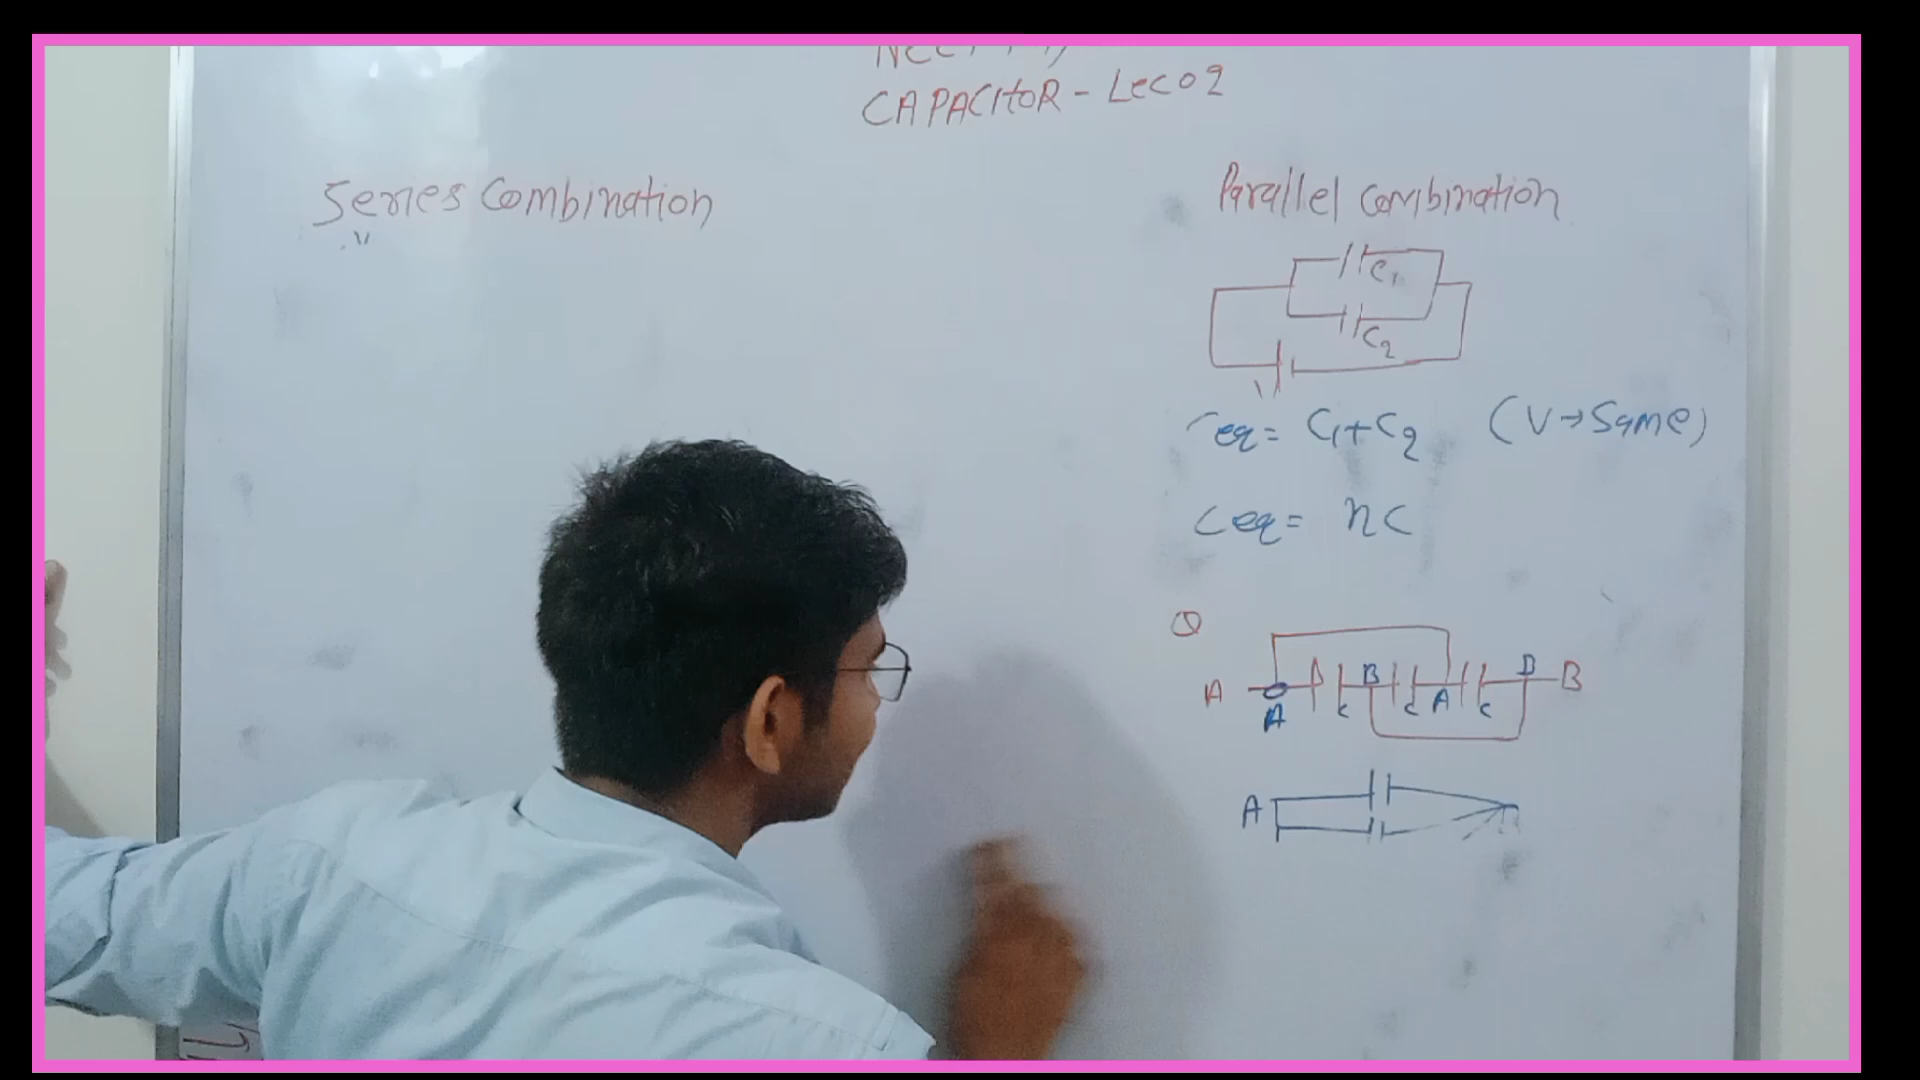 CAPACItOR - Lec02
Series Combination
Parallel combination
C1
C2
V
Ceq = C1+C2 (V→Same)
Ceq = nC
Q
A A C B C A C B B
A